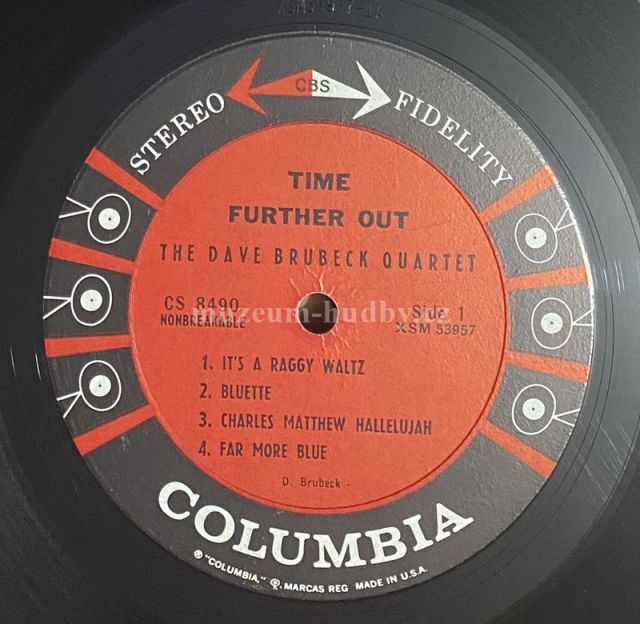 STEREO CBS FIDELITY
TIME
FURTHER OUT
THE DAVE BRUBECK QUARTET
CS 8490 Side 1
NONBREAKABLE XSM 53957
muzeum-hudby.cz
1. IT'S A RAGGY WALTZ
2. BLUETTE
3. CHARLES MATTHEW HALLELUJAH
4. FAR MORE BLUE
D. Brubeck -
COLUMBIA
® "COLUMBIA," ®, MARCAS REG MADE IN U.S.A.